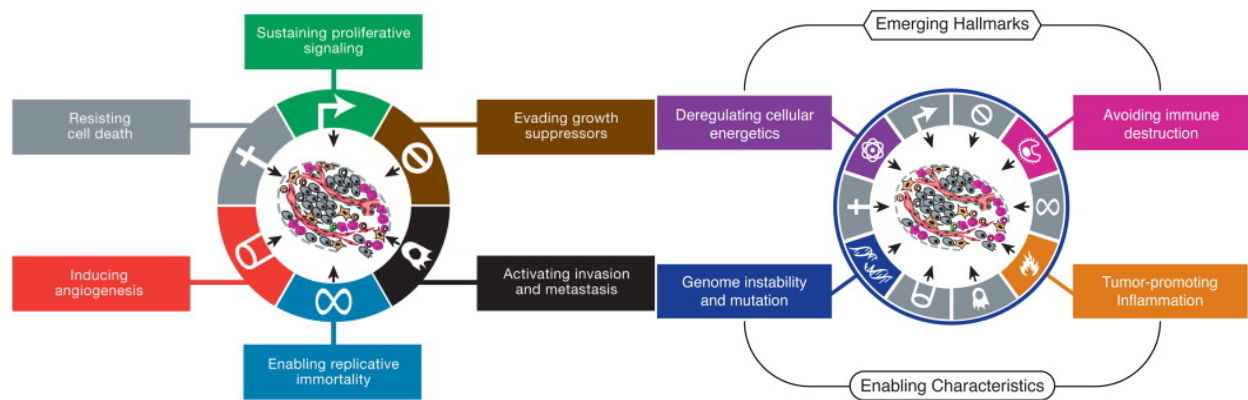 Sustaining proliferative
signaling
Resisting
cell death
Evading growth
suppressors
Inducing
angiogenesis
Activating invasion
and metastasis
Enabling replicative
immortality
Emerging Hallmarks
Deregulating cellular
energetics
Avoiding immune
destruction
Genome instability
and mutation
Tumor-promoting
Inflammation
Enabling Characteristics